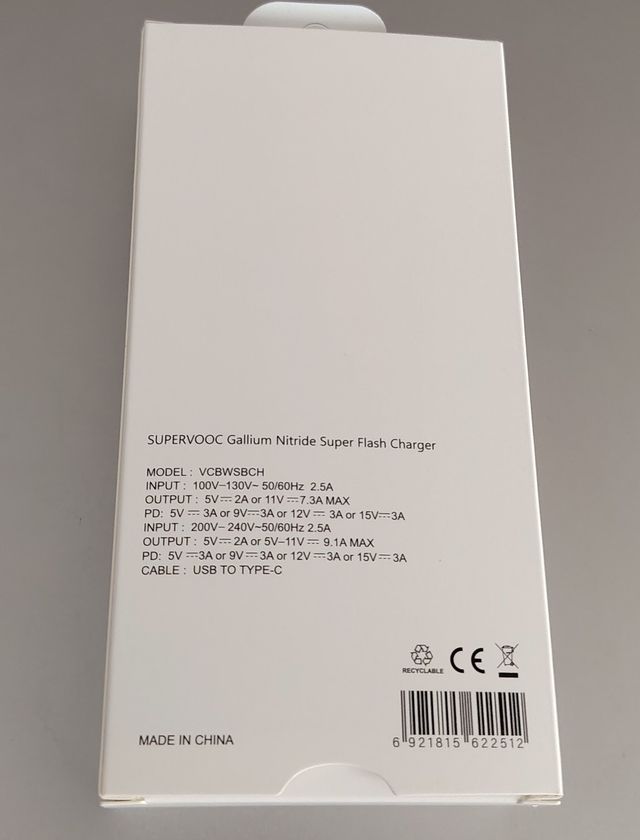 SUPERVOOC Gallium Nitride Super Flash Charger
MODEL : VCBWSBCH
INPUT : 100V–130V~ 50/60Hz 2.5A
OUTPUT : 5V⎓2A or 11V⎓7.3A MAX
PD: 5V⎓3A or 9V⎓3A or 12V⎓3A or 15V⎓3A
INPUT : 200V–240V~50/60Hz 2.5A
OUTPUT : 5V⎓2A or 5V–11V⎓9.1A MAX
PD: 5V⎓3A or 9V⎓3A or 12V⎓3A or 15V⎓3A
CABLE : USB TO TYPE-C
RECYCLABLE
CE
MADE IN CHINA
6 921815 622512